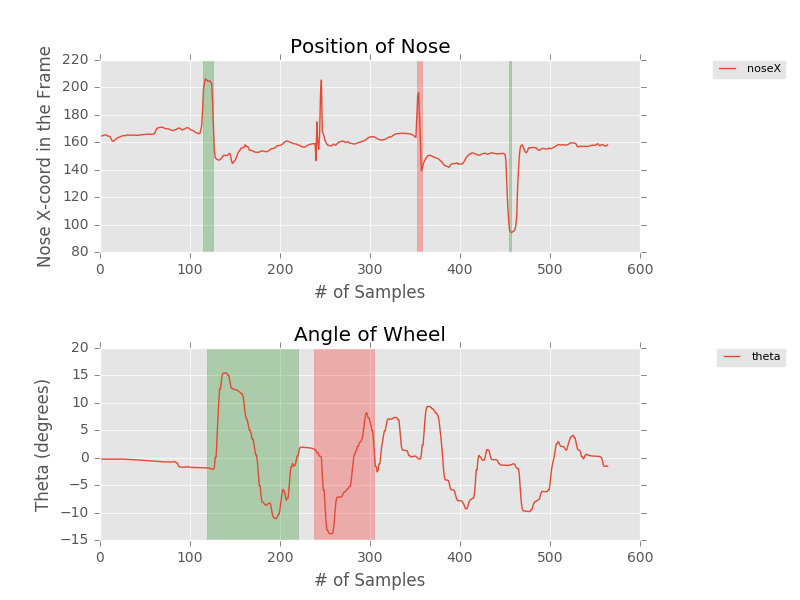 Position of Nose
Nose X-coord in the Frame
220
200
180
160
140
120
100
80
0 100 200 300 400 500 600
# of Samples
noseX
Angle of Wheel
Theta (degrees)
20
15
10
5
0
−5
−10
−15
0 100 200 300 400 500 600
# of Samples
theta